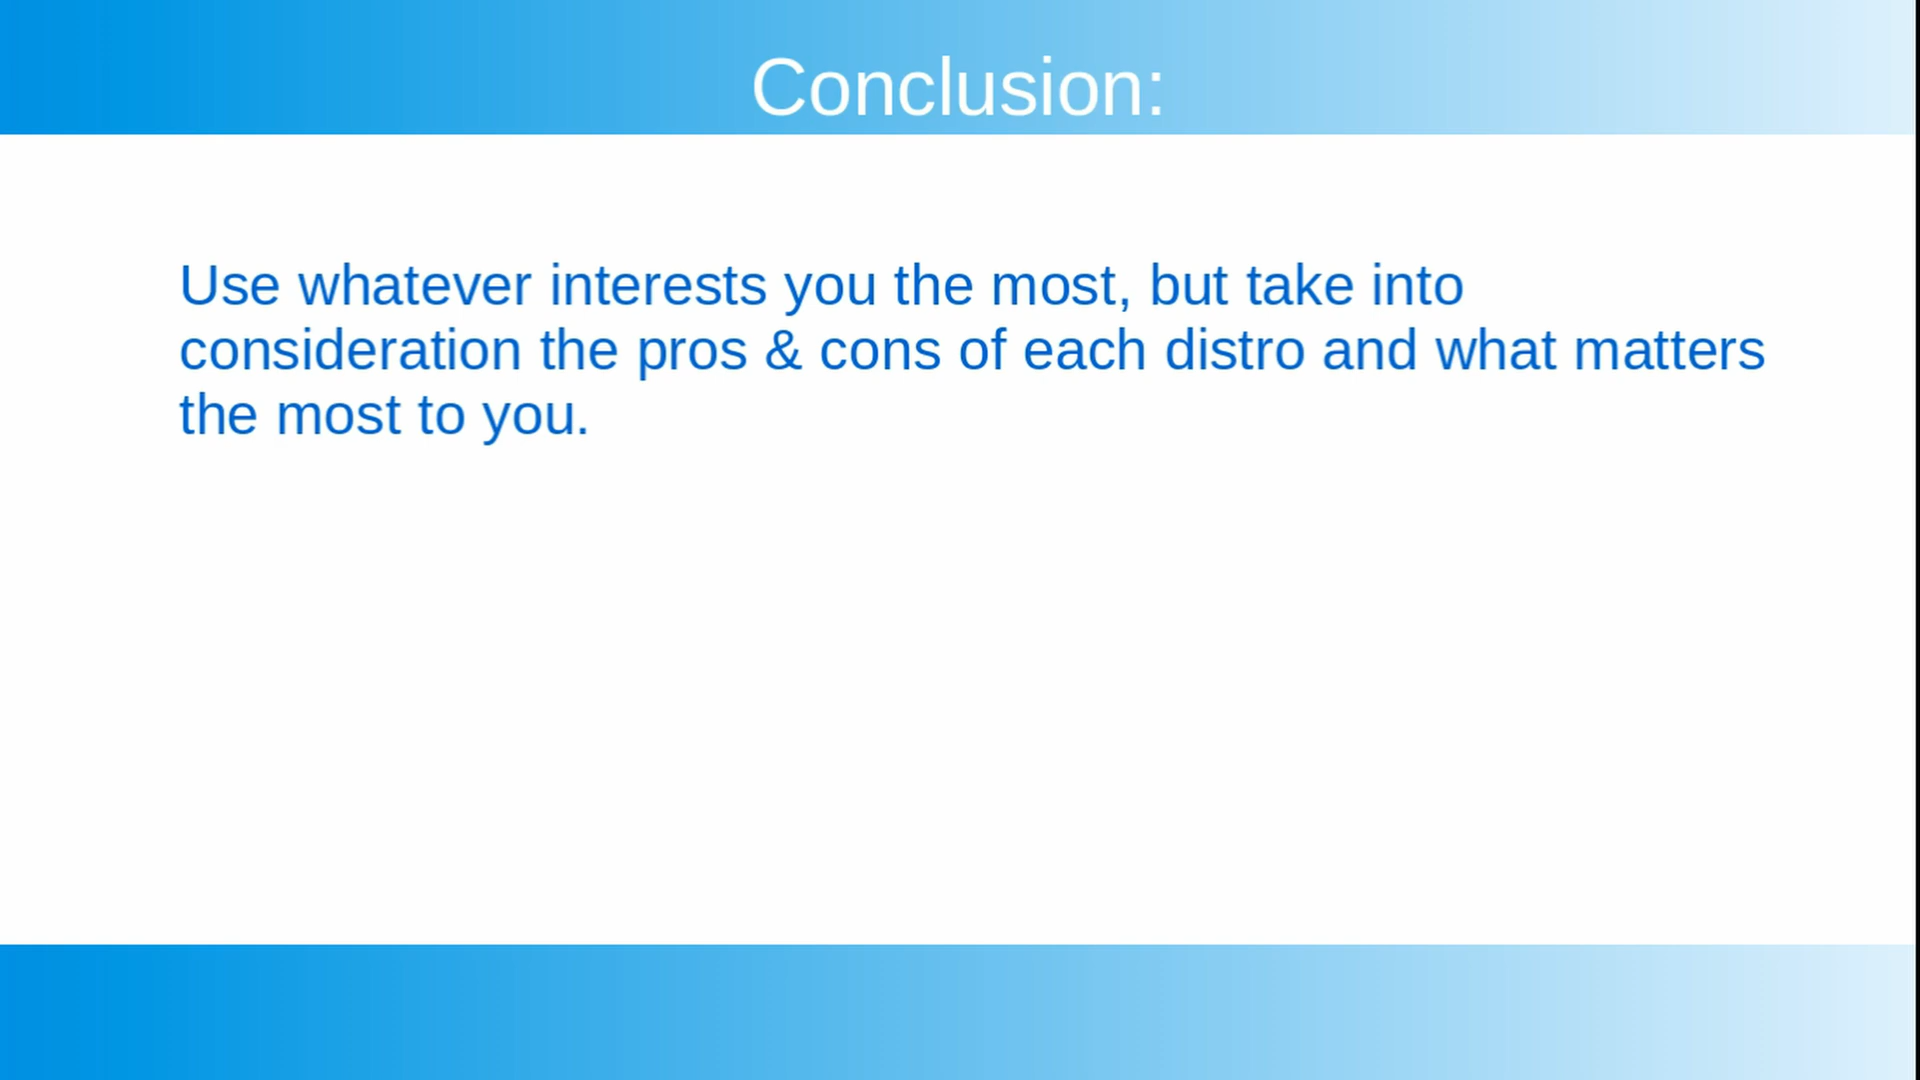 Conclusion:
Use whatever interests you the most, but take into
consideration the pros & cons of each distro and what matters
the most to you.